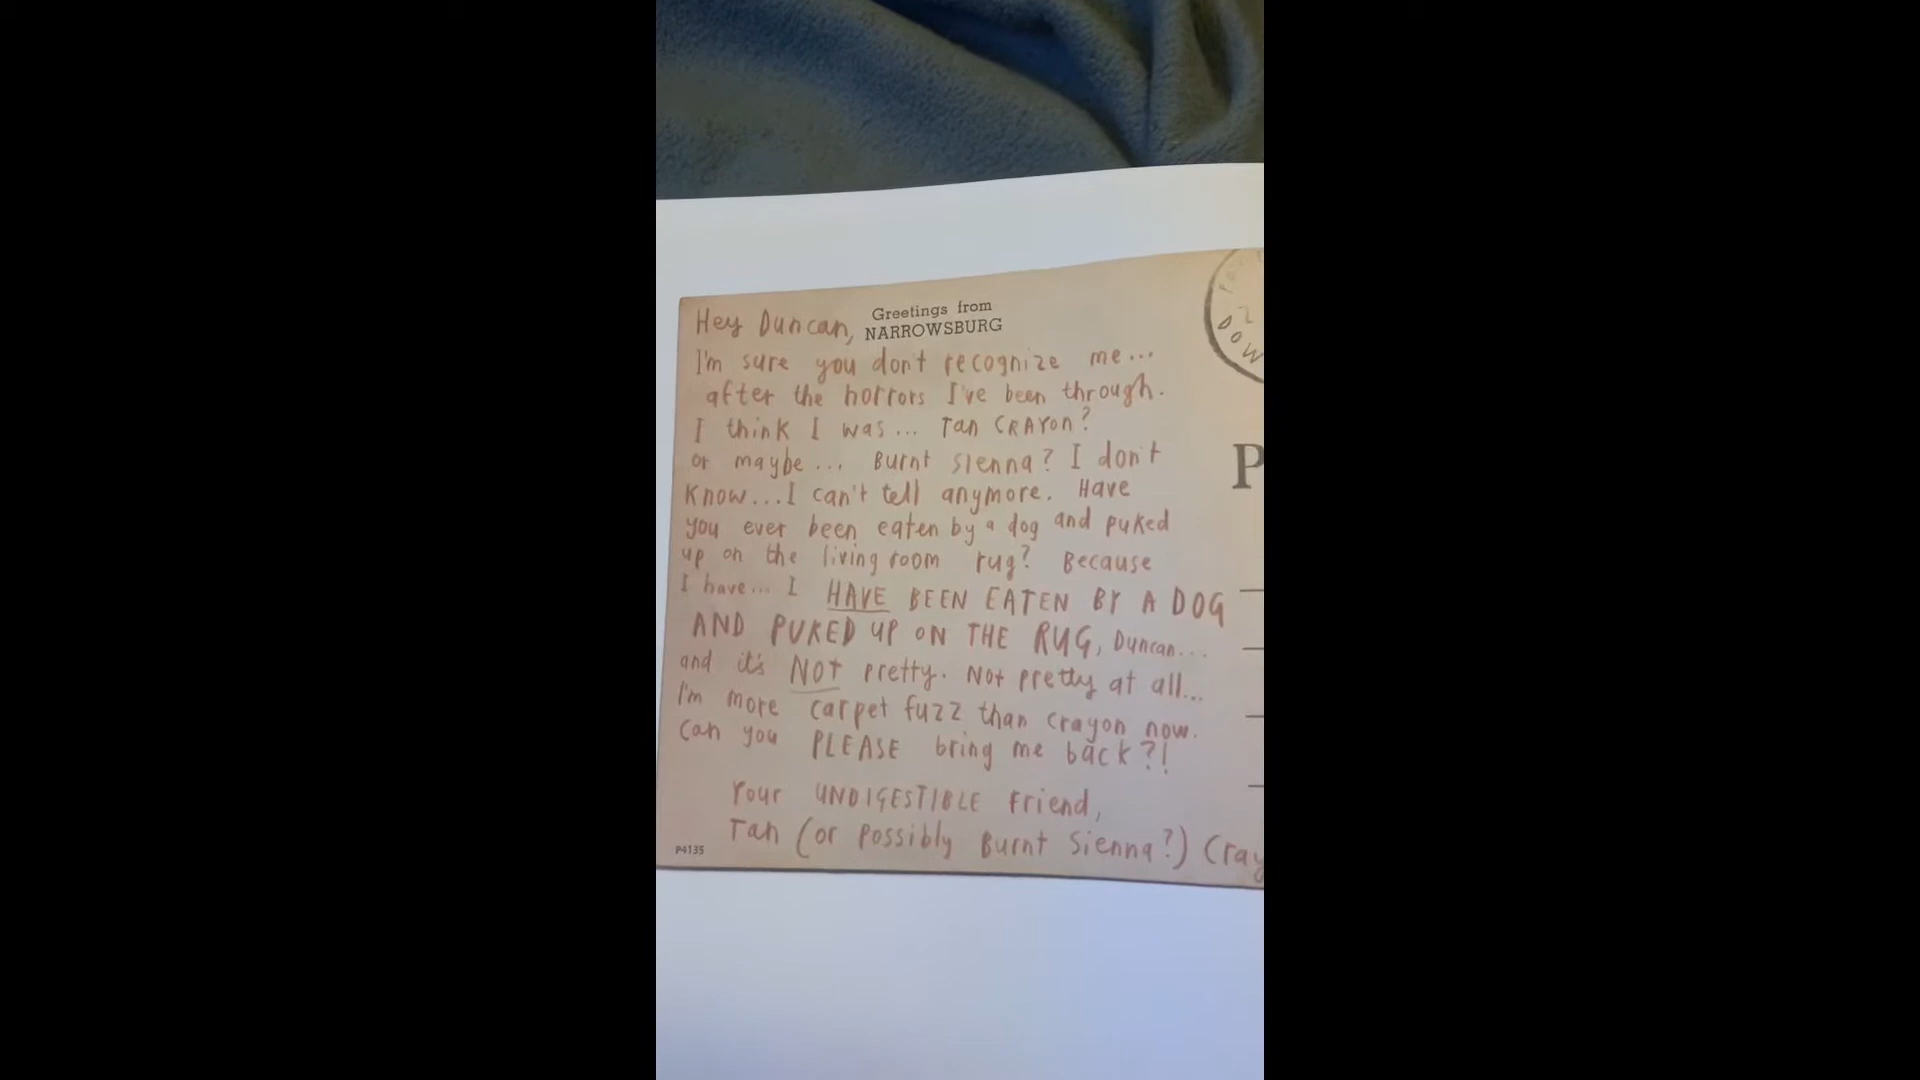 Greetings from
NARROWSBURG
Hey Duncan,
I'm sure you don't recognize me...
after the horrors I've been through.
I think I was... Tan CRAYon?
or maybe... Burnt Sienna? I don't
know...I can't tell anymore. Have
you ever been eaten by a dog and puked
up on the living room rug? Because
I have... I HAVE BEEN EATEN BY A DOG
AND PUKED UP ON THE RUG, Duncan...
and it's NOT pretty. Not pretty at all...
I'm more carpet fuzz than crayon now.
Can you PLEASE bring me back?!
Your UNDIGESTIBLE Friend,
Tan (or Possibly Burnt Sienna?) Cray
P4135
P